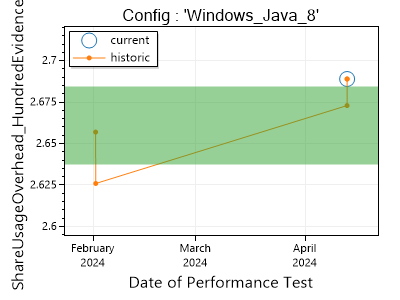 Config : 'Windows_Java_8'
ShareUsageOverhead_HundredEvidence
current
historic
2.7
2.675
2.65
2.625
2.6
February
2024
March
2024
April
2024
Date of Performance Test